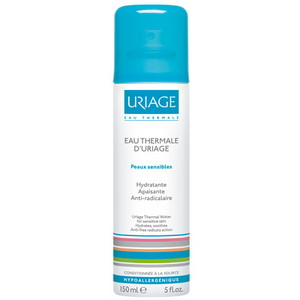 URIAGE
EAU THERMALE
EAU THERMALE
D'URIAGE
Peaux sensibles
Hydratante
Apaisante
Anti-radicalaire
Uriage Thermal Water
for sensitive skin
Hydrates, soothes
Anti-free radicals action
CONDITIONNÉE À LA SOURCE
HYPOALLERGÉNIQUE
150 ml e 5 fl.oz.